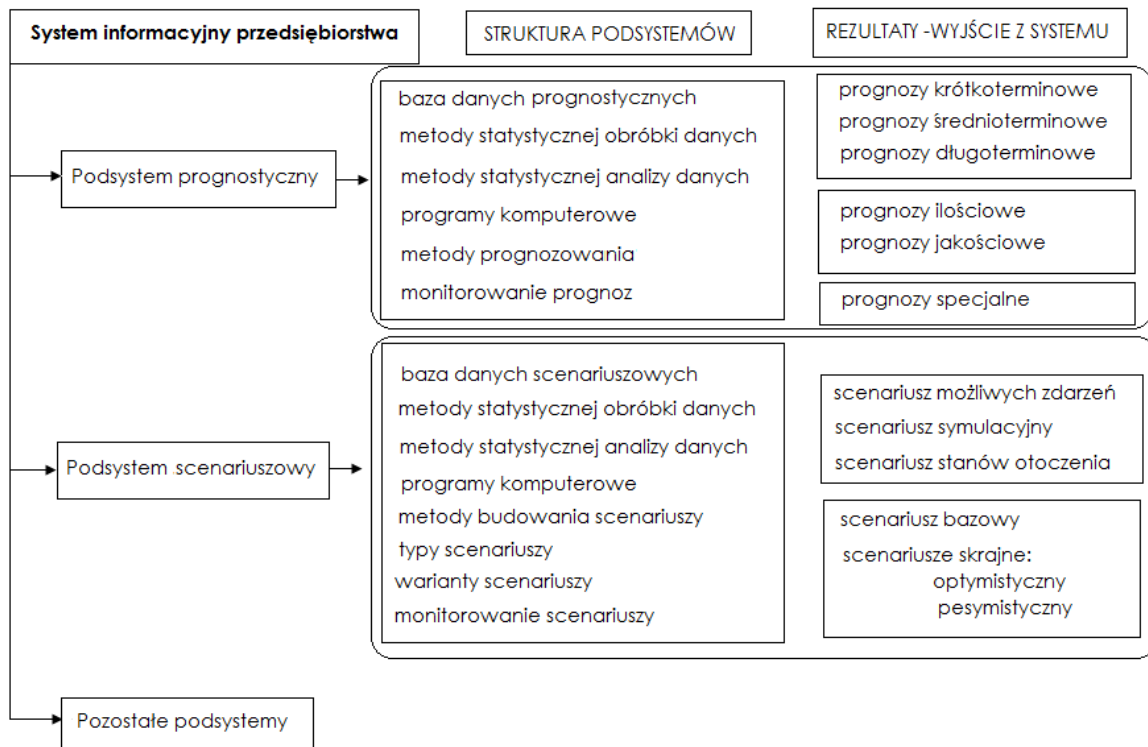 System informacyjny przedsiębiorstwa
STRUKTURA PODSYSTEMÓW
REZULTATY -WYJŚCIE Z SYSTEMU
Podsystem prognostyczny
baza danych prognostycznych
metody statystycznej obróbki danych
metody statystycznej analizy danych
programy komputerowe
metody prognozowania
monitorowanie prognoz
prognozy krótkoterminowe
prognozy średnioterminowe
prognozy długoterminowe
prognozy ilościowe
prognozy jakościowe
prognozy specjalne
Podsystem scenariuszowy
baza danych scenariuszowych
metody statystycznej obróbki danych
metody statystycznej analizy danych
programy komputerowe
metody budowania scenariuszy
typy scenariuszy
warianty scenariuszy
monitorowanie scenariuszy
scenariusz możliwych zdarzeń
scenariusz symulacyjny
scenariusz stanów otoczenia
scenariusz bazowy
scenariusze skrajne:
optymistyczny
pesymistyczny
Pozostałe podsystemy